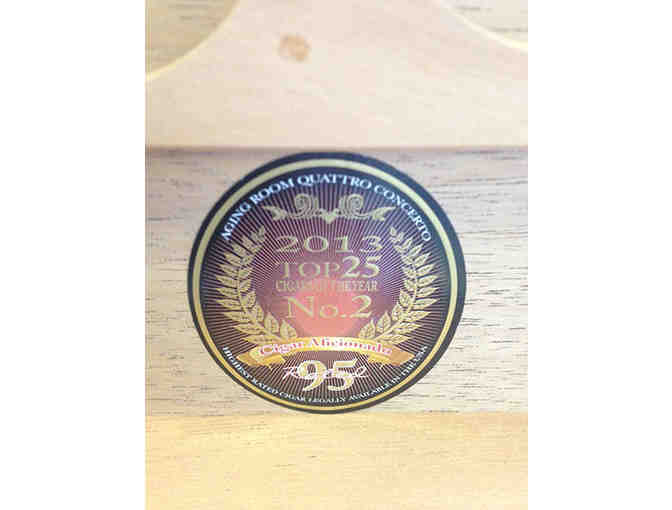 AGING ROOM QUATTRO CONCERTO
2013
TOP 25
CIGARS OF THE YEAR
No.2
Cigar Aficionado
95
HIGHEST RATED CIGAR LEGALLY AVAILABLE IN THE USA